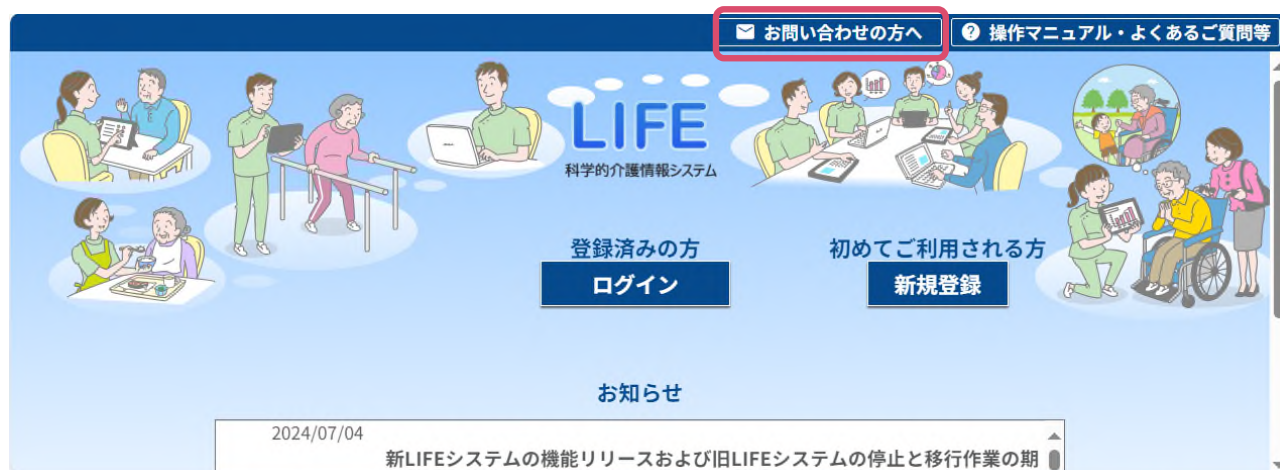 お問い合わせの方へ
操作マニュアル・よくあるご質問等
LIFE
科学的介護情報システム
登録済みの方
初めてご利用される方
ログイン
新規登録
お知らせ
2024/07/04
新LIFEシステムの機能リリースおよび旧LIFEシステムの停止と移行作業の期